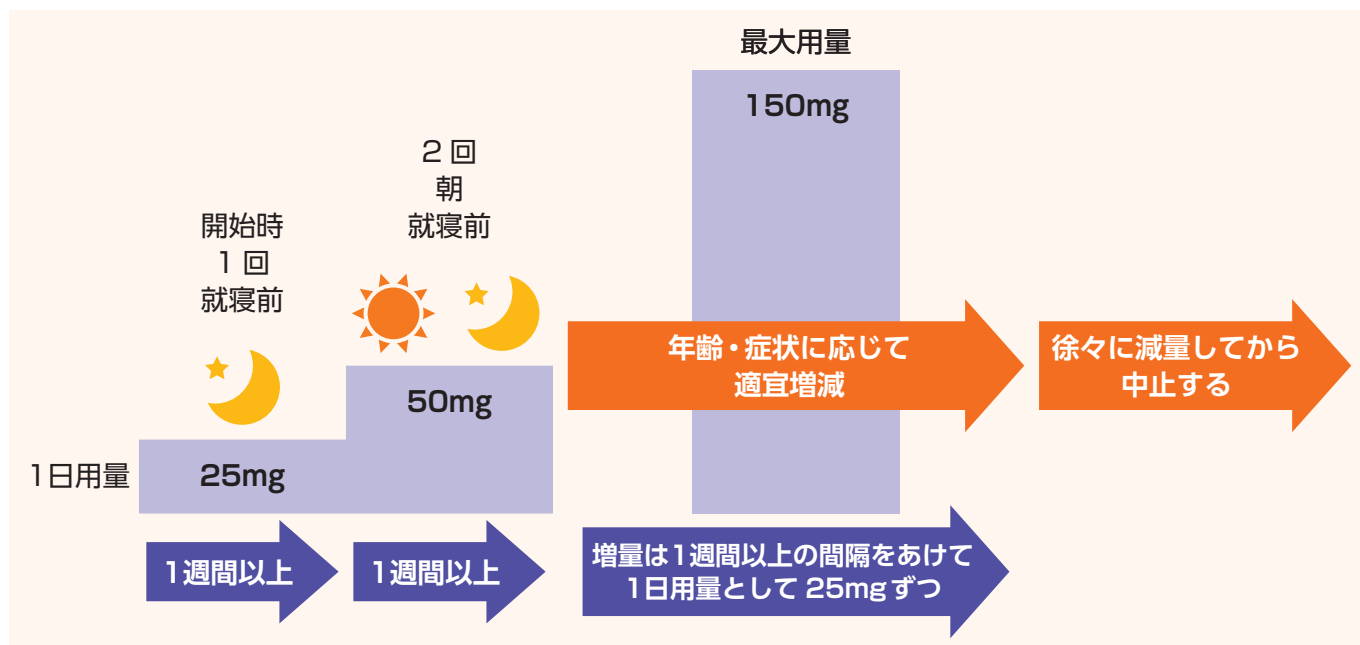 開始時
1 回
就寝前
2 回
朝
就寝前
最大用量
150mg
1日用量
25mg
50mg
年齢・症状に応じて
適宜増減
徐々に減量してから
中止する
1週間以上
1週間以上
増量は1週間以上の間隔をあけて
1日用量として 25mg ずつ